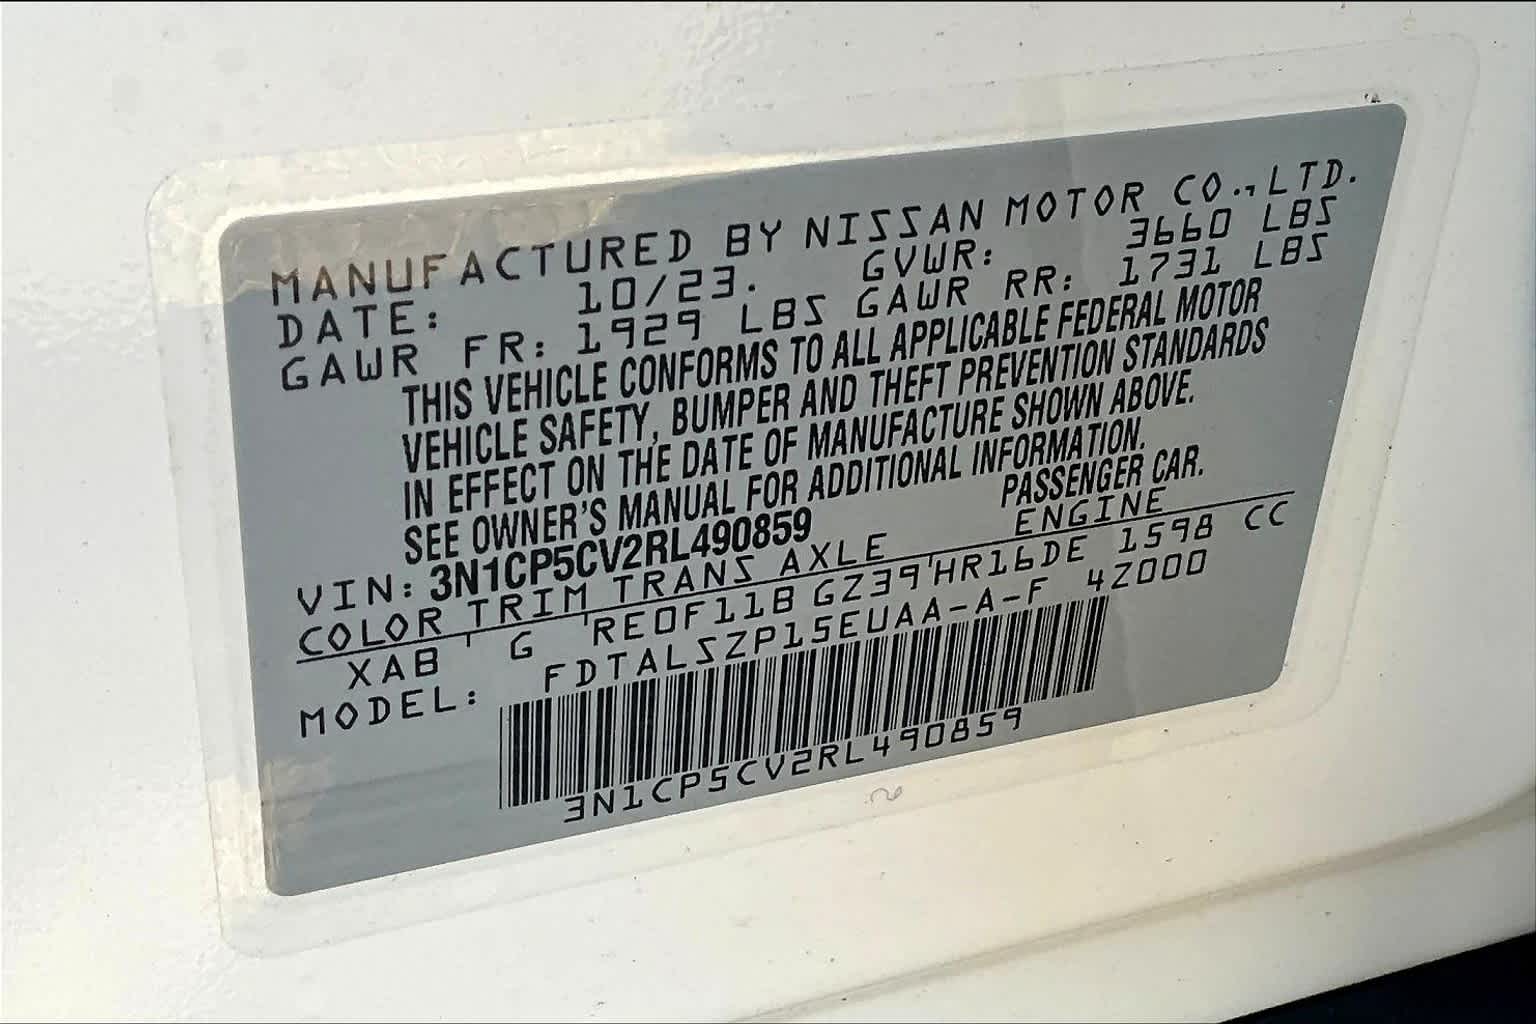 MANUFACTURED BY NISSAN MOTOR CO.,LTD.
DATE: 10/23. GVWR: 3660 LBS
GAWR FR: 1929 LBS GAWR RR: 1731 LBS
THIS VEHICLE CONFORMS TO ALL APPLICABLE FEDERAL MOTOR
VEHICLE SAFETY, BUMPER AND THEFT PREVENTION STANDARDS
IN EFFECT ON THE DATE OF MANUFACTURE SHOWN ABOVE.
SEE OWNER'S MANUAL FOR ADDITIONAL INFORMATION.
VIN: 3N1CP5CV2RL490859 PASSENGER CAR.
COLOR TRIM TRANS AXLE ENGINE
XAB G RE0F11B GZ39 HR16DE 1598 CC
MODEL: FDTALSZP15EUAA-A-F 4Z000
3N1CP5CV2RL490859